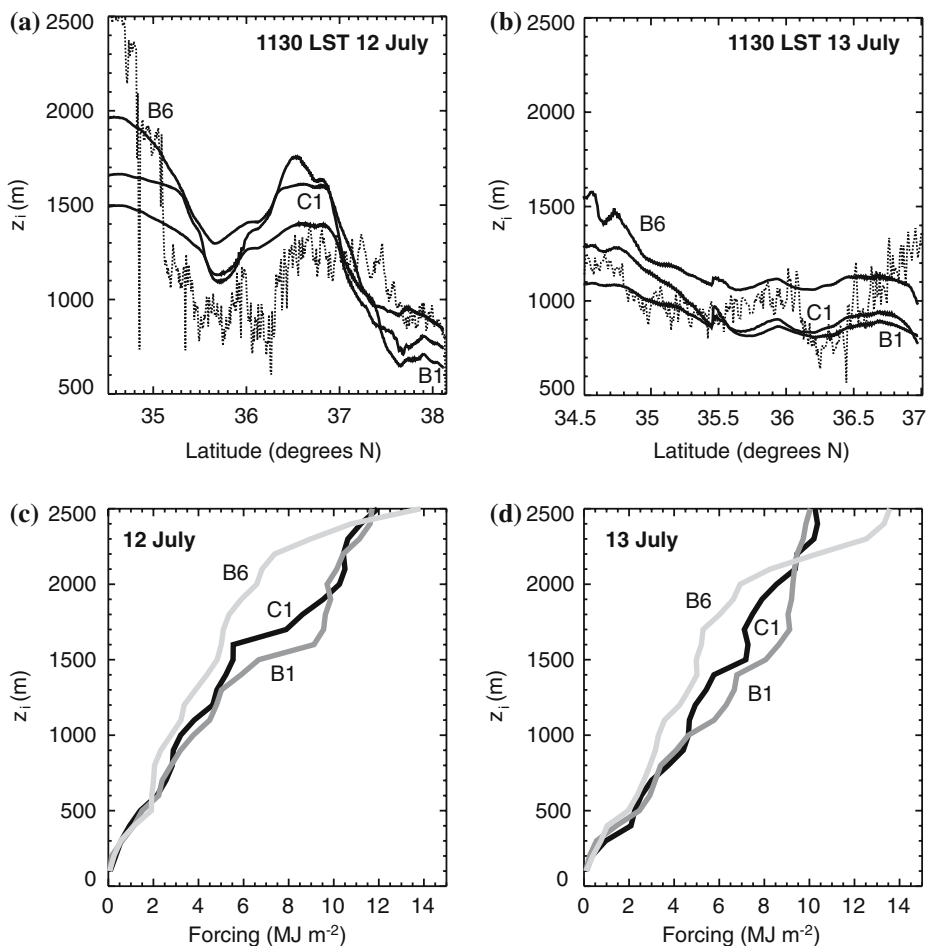 (a)
1130 LST 12 July
2500
2000
1500
1000
500
z i (m)
B6
C1
B1
35
36
37
38
Latitude (degrees N)
(b)
1130 LST 13 July
2500
2000
1500
1000
500
z i (m)
B6
C1
B1
34.5
35
35.5
36
36.5
37
Latitude (degrees N)
(c)
12 July
2500
2000
1500
1000
500
0
z i (m)
B6
C1
B1
0 2 4 6 8 10 12 14
Forcing (MJ m-2)
(d)
13 July
2500
2000
1500
1000
500
0
z i (m)
B6
C1
B1
0 2 4 6 8 10 12 14
Forcing (MJ m-2)